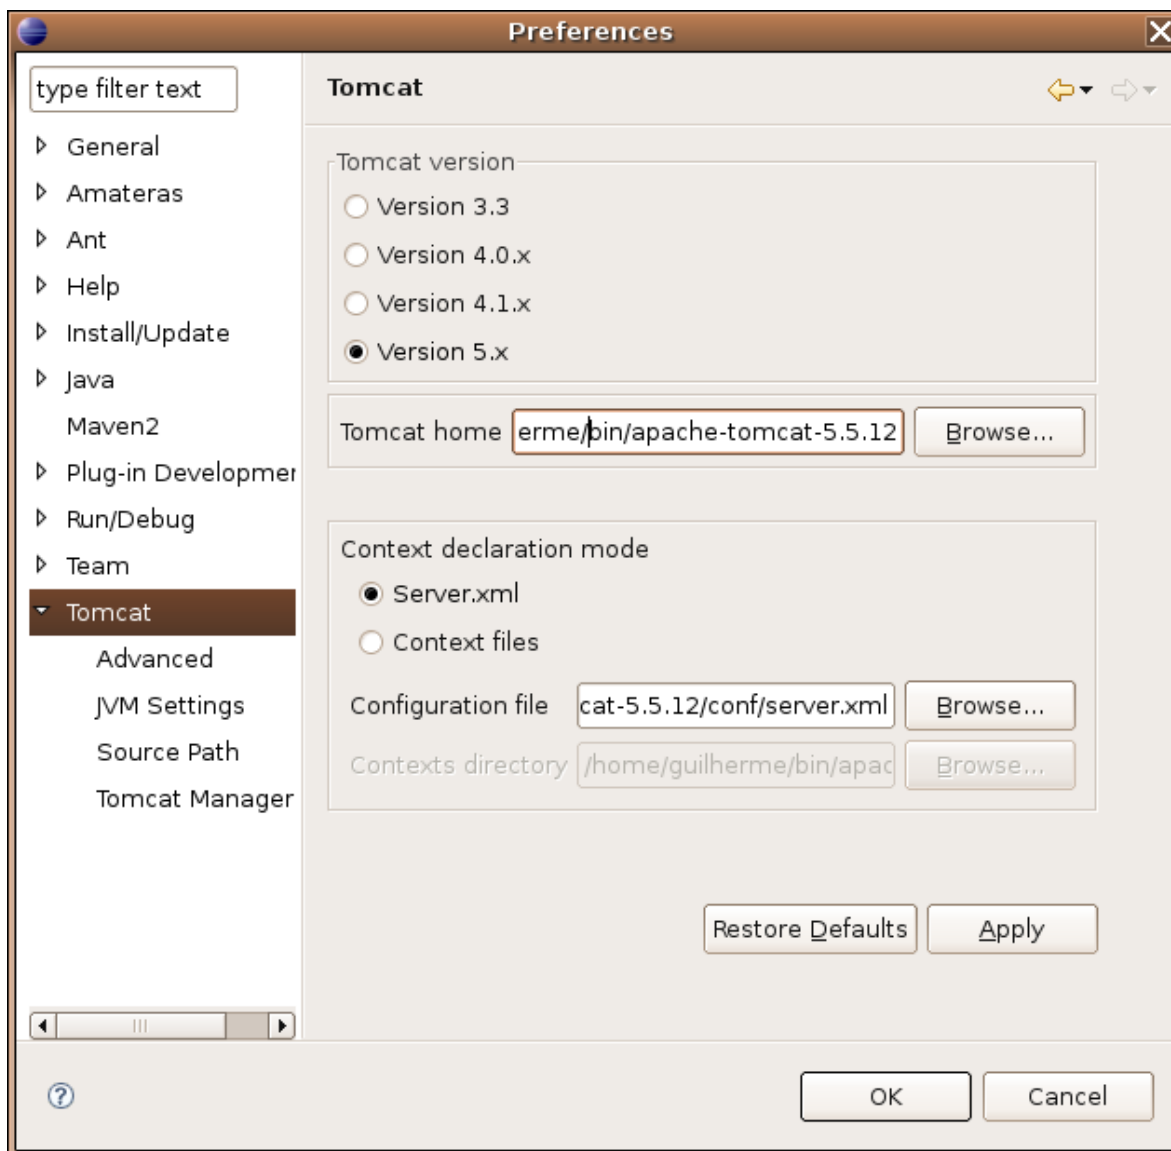 Preferences
type filter text
General
Amateras
Ant
Help
Install/Update
Java
Maven2
Plug-in Developmer
Run/Debug
Team
Tomcat
Advanced
JVM Settings
Source Path
Tomcat Manager
Tomcat
Tomcat version
Version 3.3
Version 4.0.x
Version 4.1.x
Version 5.x
Tomcat home erme/bin/apache-tomcat-5.5.12 Browse...
Context declaration mode
Server.xml
Context files
Configuration file cat-5.5.12/conf/server.xml Browse...
Contexts directory /home/guilherme/bin/apac Browse...
Restore Defaults Apply
OK Cancel